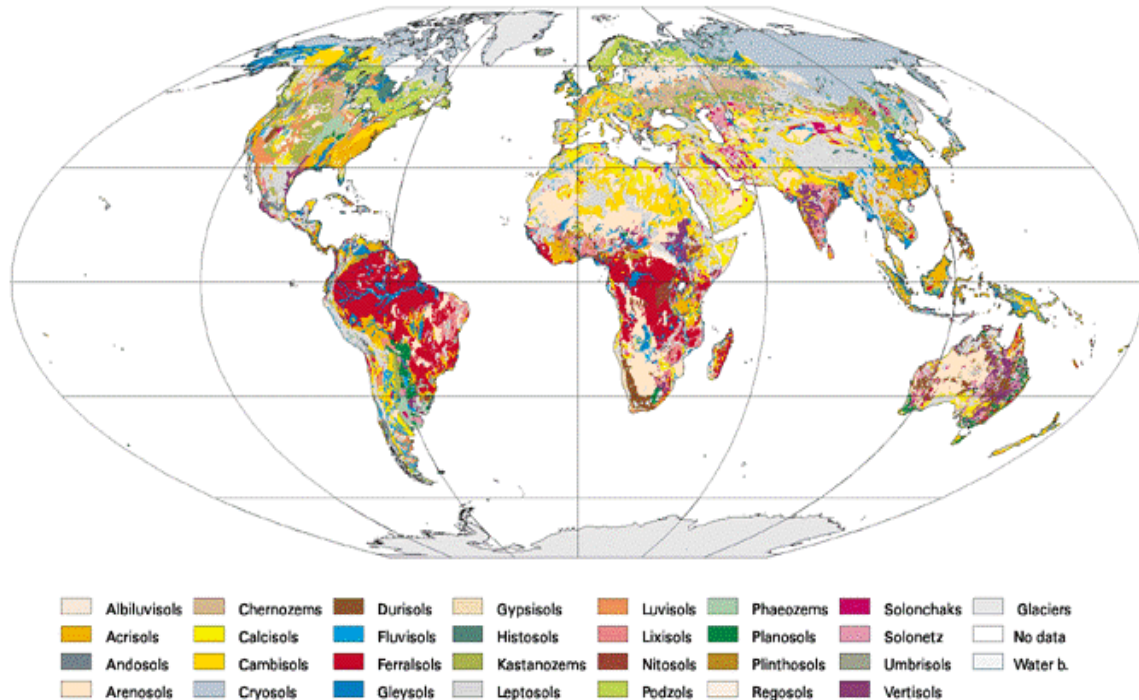 Albiluvisols Chernozems Durisols Gypsisols Luvisols Phaeozems Solonchaks Glaciers
Acrisols Calcisols Fluvisols Histosols Lixisols Planosols Solonetz No data
Andosols Cambisols Ferralsols Kastanozems Nitosols Plinthosols Umbrisols Water b.
Arenosols Cryosols Gleysols Leptosols Podzols Regosols Vertisols